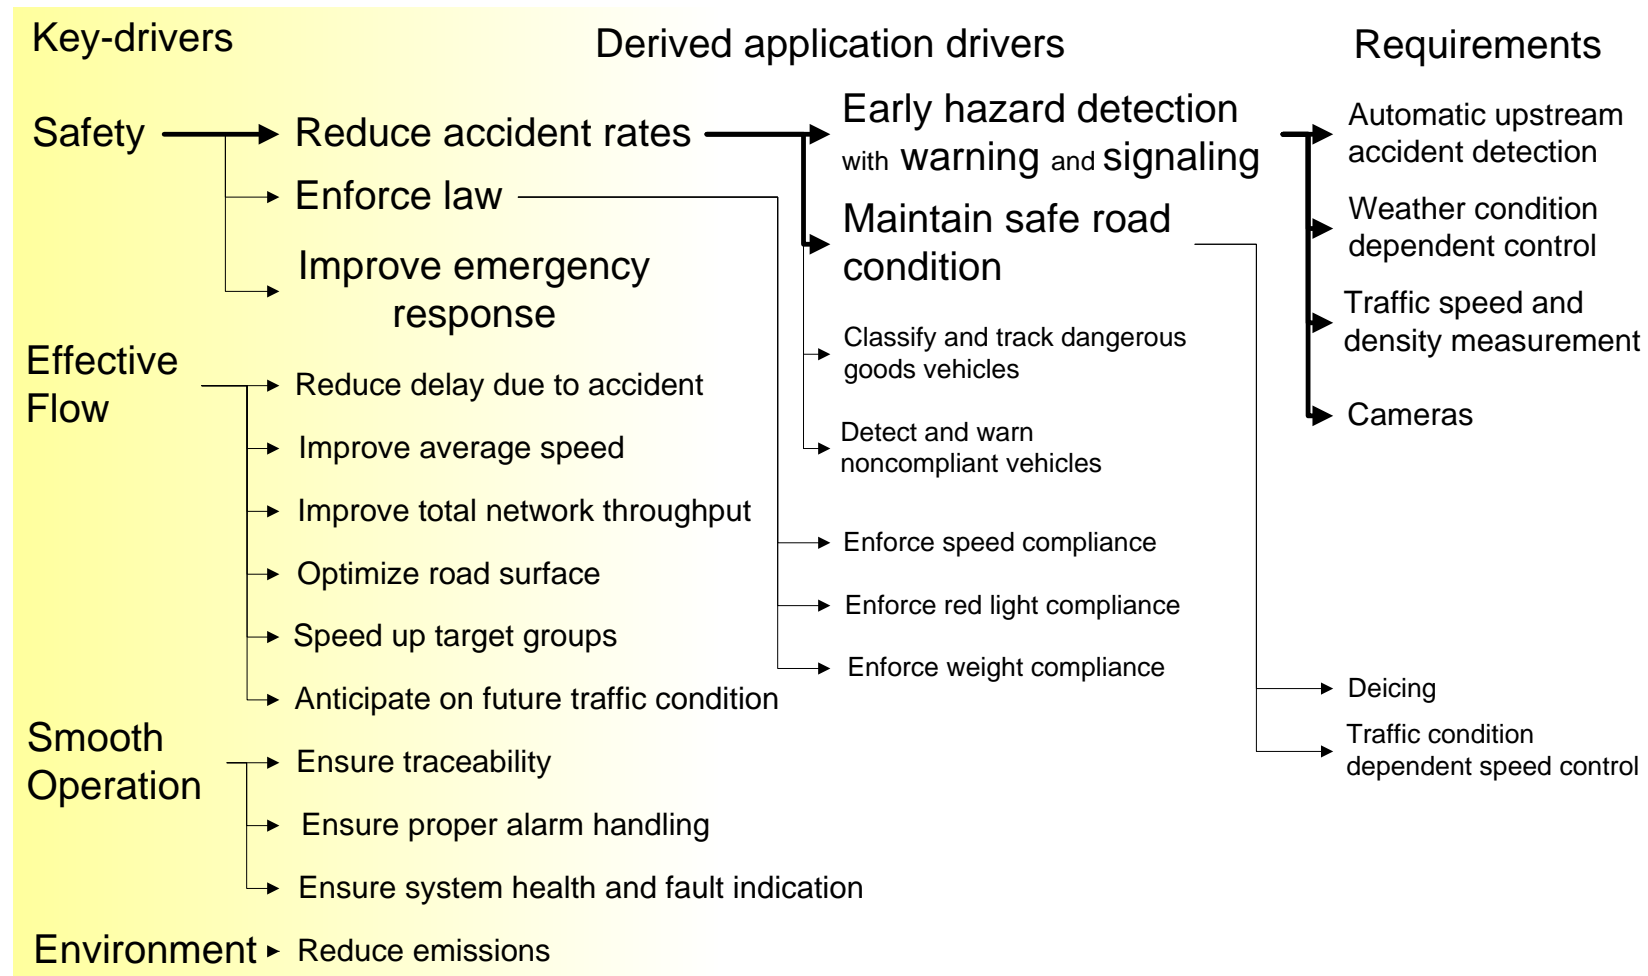 Key-drivers
Derived application drivers
Requirements
Safety
Reduce accident rates
Enforce law
Improve emergency
response
Early hazard detection
with warning and signaling
Maintain safe road
condition
Classify and track dangerous
goods vehicles
Detect and warn
noncompliant vehicles
Enforce speed compliance
Enforce red light compliance
Enforce weight compliance
Automatic upstream
accident detection
Weather condition
dependent control
Traffic speed and
density measurement
Cameras
Deicing
Traffic condition
dependent speed control
Effective
Flow
Reduce delay due to accident
Improve average speed
Improve total network throughput
Optimize road surface
Speed up target groups
Anticipate on future traffic condition
Smooth
Operation
Ensure traceability
Ensure proper alarm handling
Ensure system health and fault indication
Environment
Reduce emissions